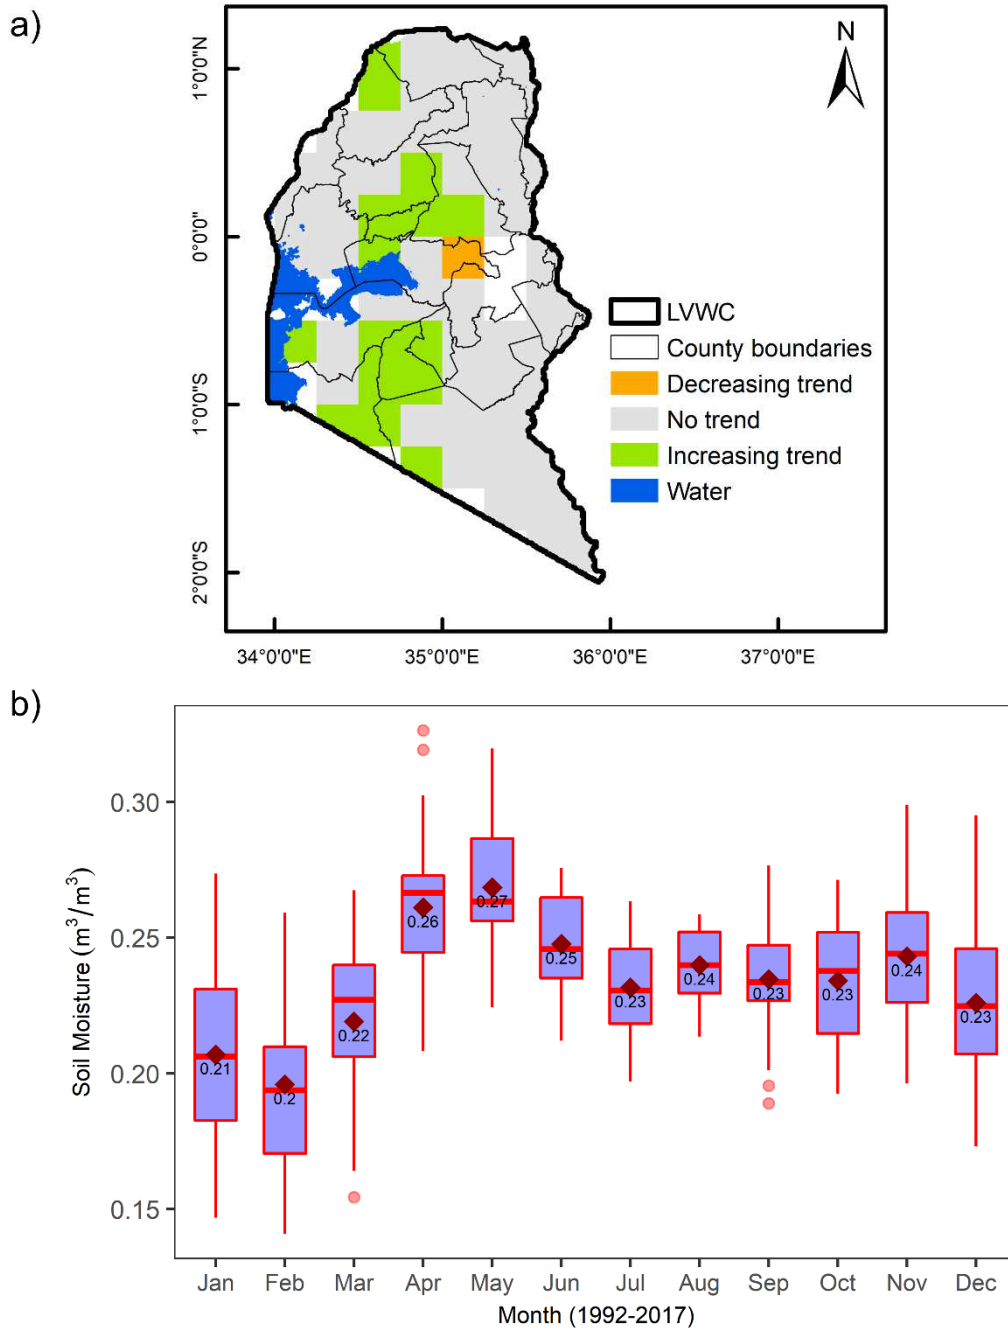 a)
N
1°0'0"N
0°0'0"
1°0'0"S
2°0'0"S
LVWC
County boundaries
Decreasing trend
No trend
Increasing trend
Water
34°0'0"E 35°0'0"E 36°0'0"E 37°0'0"E
b)
Soil Moisture (m³/m³)
0.30
0.25
0.20
0.15
0.21 0.2 0.22 0.26 0.27 0.25 0.23 0.24 0.23 0.23 0.24 0.23
Jan Feb Mar Apr May Jun Jul Aug Sep Oct Nov Dec
Month (1992-2017)